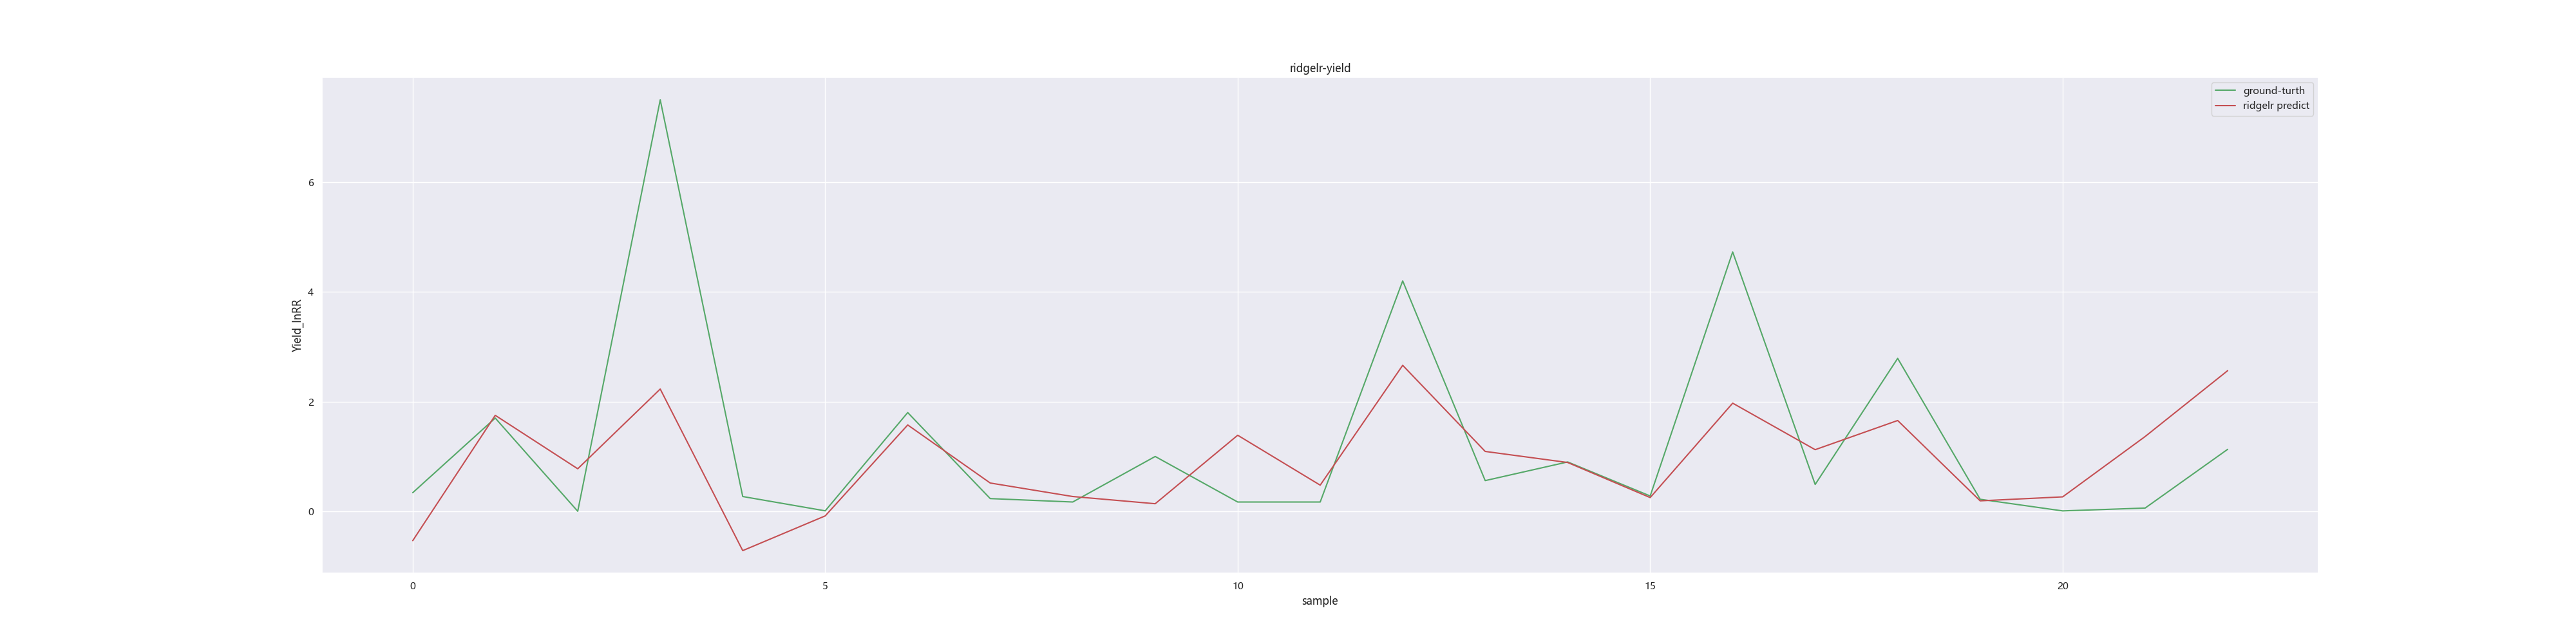 ridgelr-yield
ground-turth
ridgelr predict
6
4
2
0
Yield_lnRR
0 5 10 15 20
sample